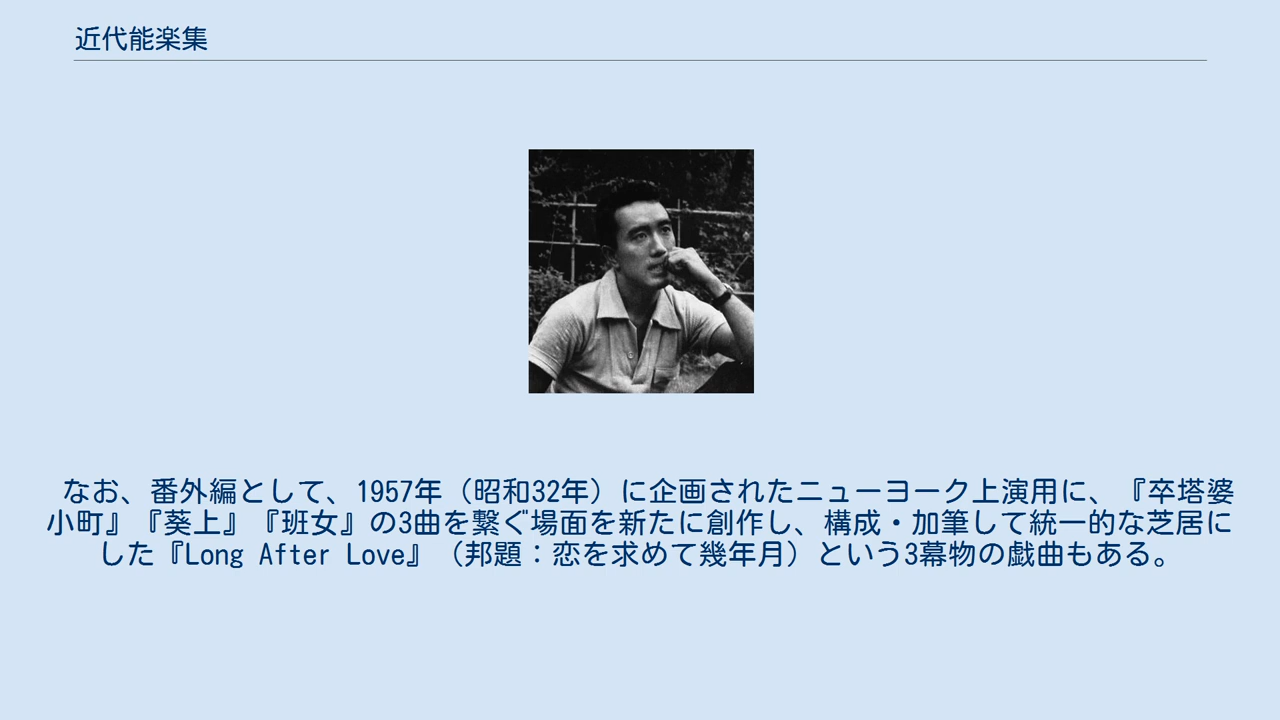 近代能楽集
なお、番外編として、1957年（昭和32年）に企画されたニューヨーク上演用に、『卒塔婆
小町』『葵上』『班女』の3曲を繋ぐ場面を新たに創作し、構成・加筆して統一的な芝居に
した『Long After Love』（邦題：恋を求めて幾年月）という3幕物の戯曲もある。